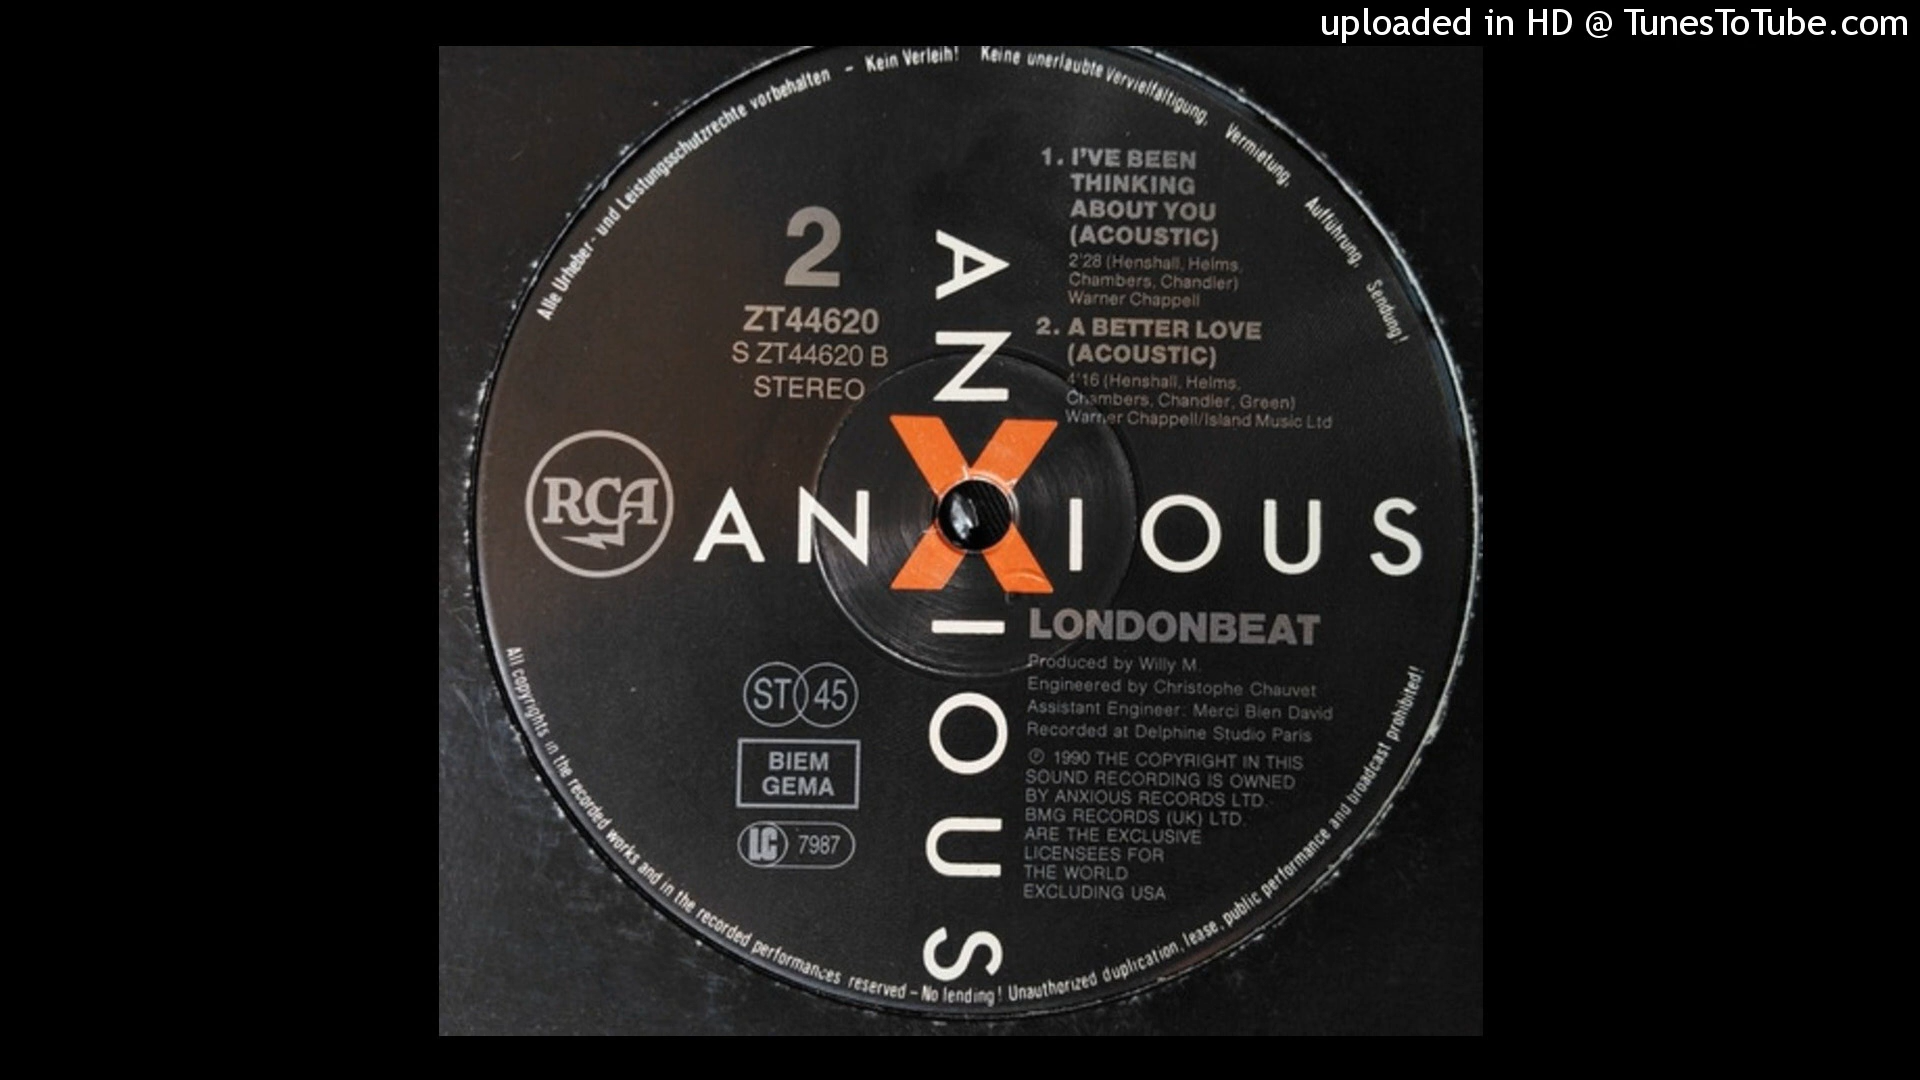 uploaded in HD @ TunesToTube.com
Alle Urheber- und Leistungsschutzrechte vorbehalten – Kein Verleih! Keine unerlaubte Vervielfältigung, Vermietung, Aufführung, Sendung!
2
ZT44620
S ZT44620 B
STEREO
1. I'VE BEEN
THINKING
ABOUT YOU
(ACOUSTIC)
2'28 (Henshall, Helms,
Chambers, Chandler)
Warner Chappell
2. A BETTER LOVE
(ACOUSTIC)
4'16 (Henshall, Helms,
Chambers, Chandler, Green)
Warner Chappell/Island Music Ltd
RCA
ANXIOUS
ANXIOUS
LONDONBEAT
Produced by Willy M.
Engineered by Christophe Chauvet
Assistant Engineer: Merci Bien David
Recorded at Delphine Studio Paris
℗ 1990 THE COPYRIGHT IN THIS
SOUND RECORDING IS OWNED
BY ANXIOUS RECORDS LTD.
BMG RECORDS (UK) LTD.
ARE THE EXCLUSIVE
LICENSEES FOR
THE WORLD
EXCLUDING USA
ST 45
BIEM
GEMA
LC 7987
All copyrights in the recorded works and in the recorded performances reserved – No lending! Unauthorized duplication, lease, public performance and broadcast prohibited!